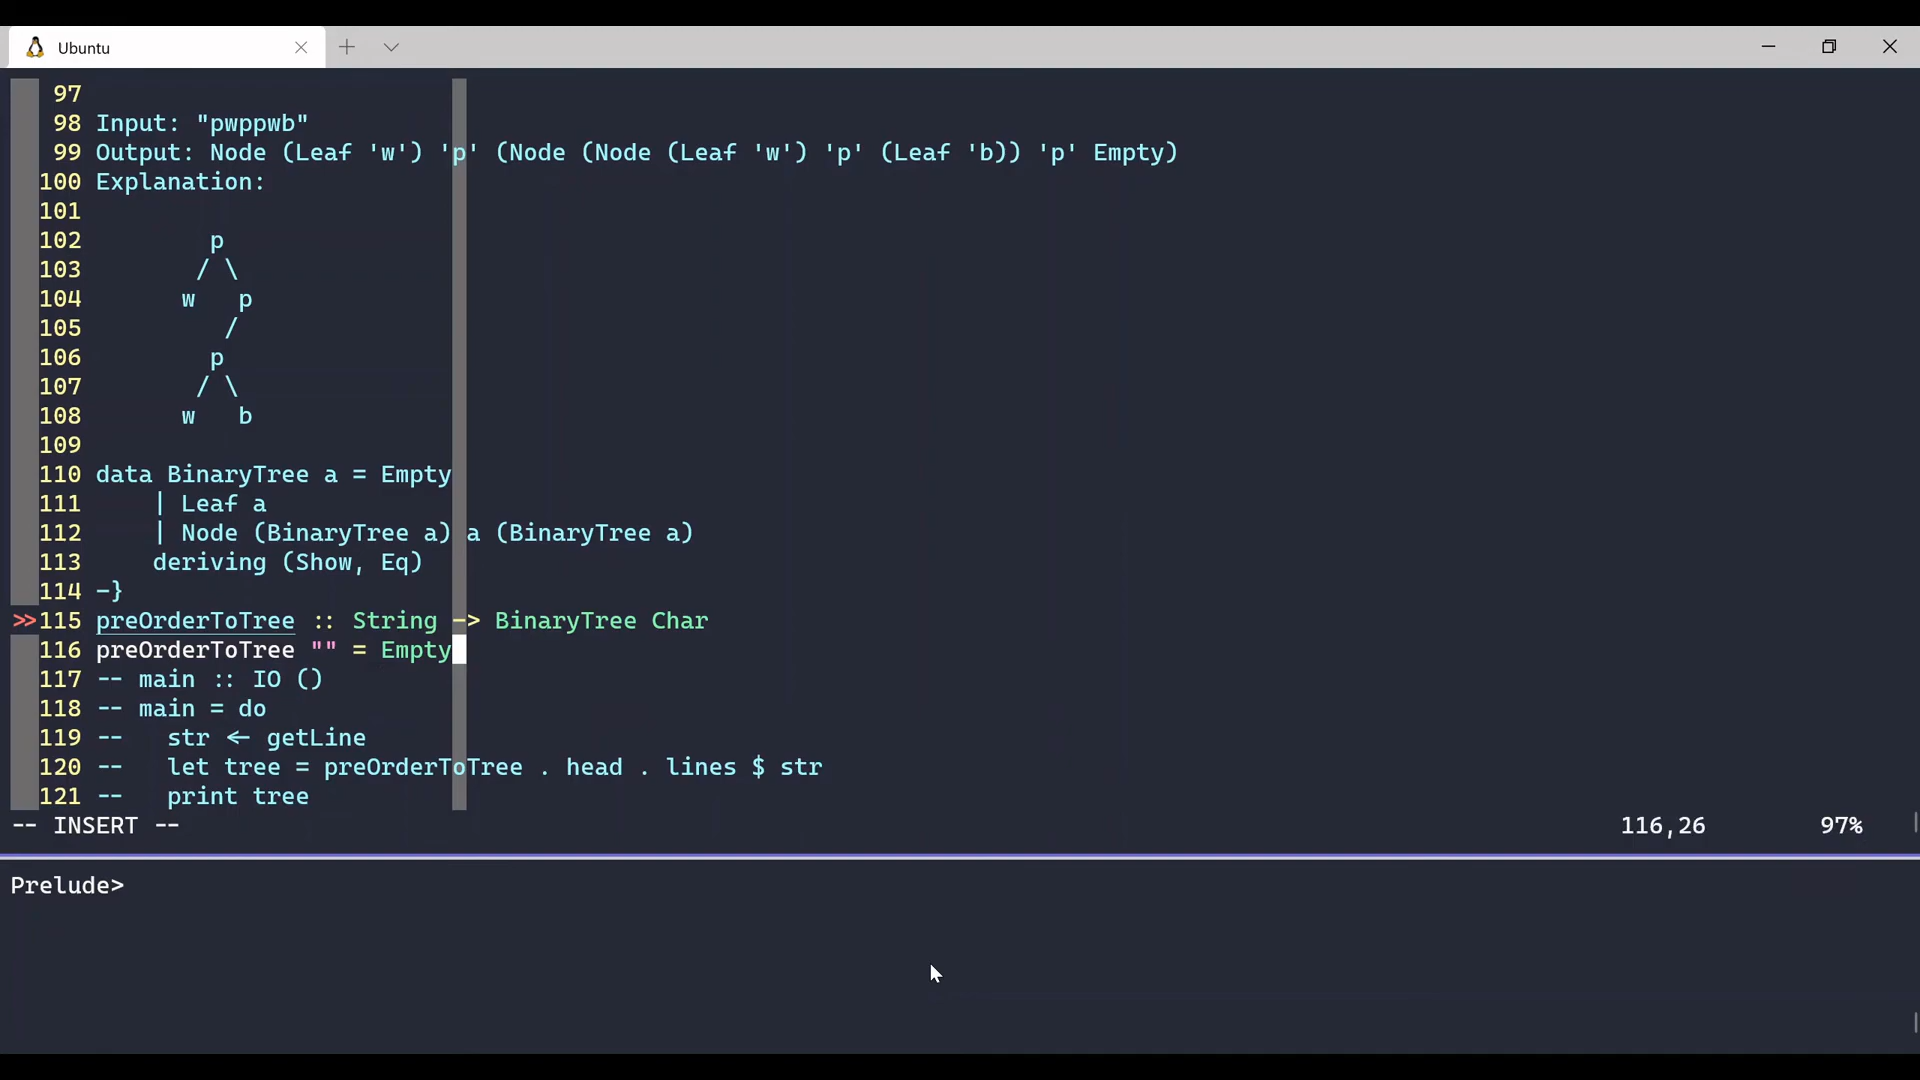 Ubuntu
97
98 Input: "pwppwb"
99 Output: Node (Leaf 'w') 'p' (Node (Node (Leaf 'w') 'p' (Leaf 'b)) 'p' Empty)
100 Explanation:
101
102         p
103        / \
104       w   p
105          /
106         p
107        / \
108       w   b
109
110 data BinaryTree a = Empty
111     | Leaf a
112     | Node (BinaryTree a) a (BinaryTree a)
113     deriving (Show, Eq)
114 -}
>>115 preOrderToTree :: String -> BinaryTree Char
116 preOrderToTree "" = Empty
117 -- main :: IO ()
118 -- main = do
119 --   str <- getLine
120 --   let tree = preOrderToTree . head . lines $ str
121 --   print tree
-- INSERT -- 116,26 97%
Prelude>